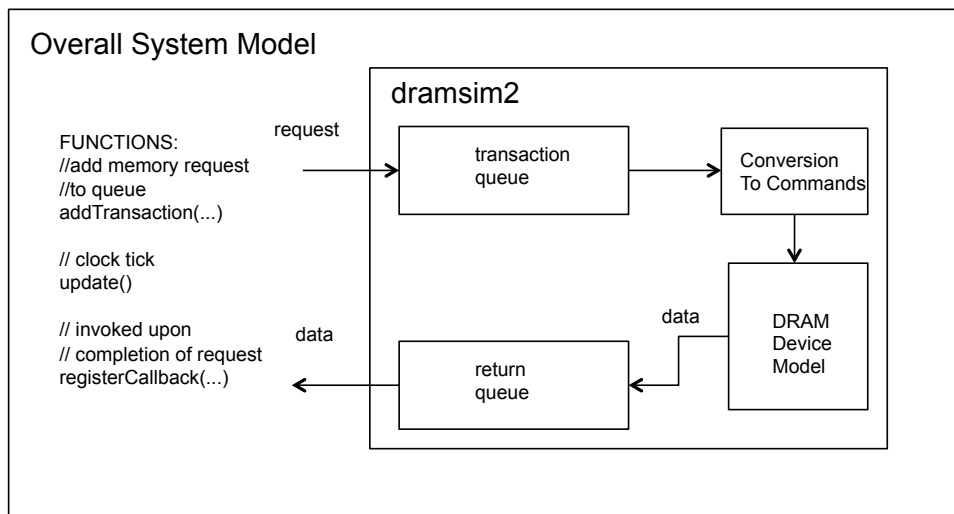 Overall System Model
dramsim2
request
FUNCTIONS:
//add memory request
//to queue
addTransaction(...)
// clock tick
update()
// invoked upon
// completion of request
registerCallback(...)
transaction
queue
Conversion
To Commands
DRAM
Device
Model
data
return
queue
data